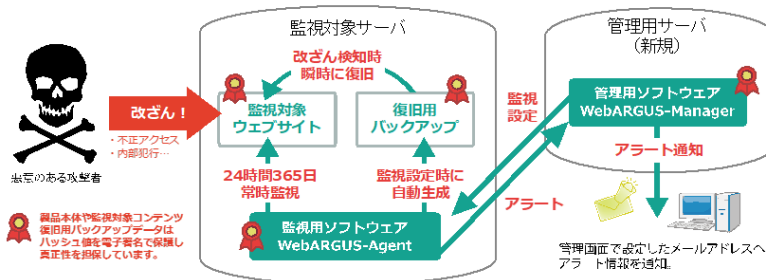 監視対象サーバ
管理用サーバ
(新規)
改ざん検知時
瞬時に復旧
改ざん!
・不正アクセス
・内部犯行…
悪意のある攻撃者
監視対象
ウェブサイト
復旧用
バックアップ
監視
設定
管理用ソフトウェア
WebARGUS-Manager
24時間365日
常時監視
監視設定時に
自動生成
アラート通知
アラート
監視用ソフトウェア
WebARGUS-Agent
製品本体や監視対象コンテンツ
復旧用バックアップデータは
ハッシュ値を電子署名で保護し
真正性を担保しています。
管理画面で設定したメールアドレスへ
アラート情報を通知。